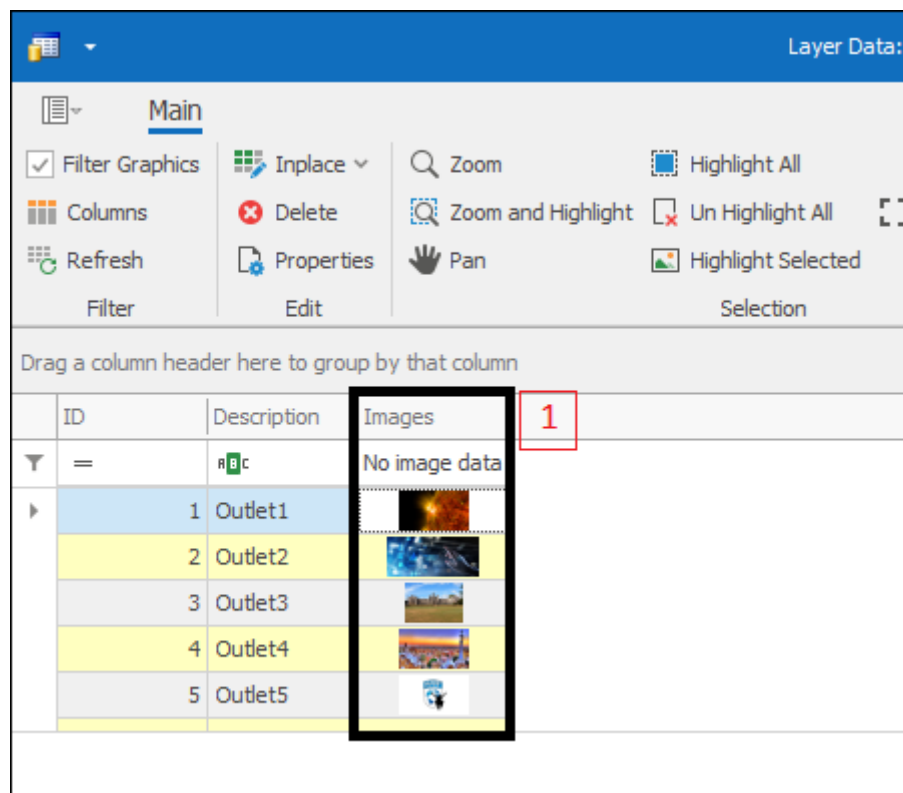 Layer Data:
Main
Filter Graphics Inplace Zoom Highlight All
Columns Delete Zoom and Highlight Un Highlight All
Refresh Properties Pan Highlight Selected
Filter Edit Selection
Drag a column header here to group by that column
ID Description Images 1
= ABC No image data
1 Outlet1
2 Outlet2
3 Outlet3
4 Outlet4
5 Outlet5